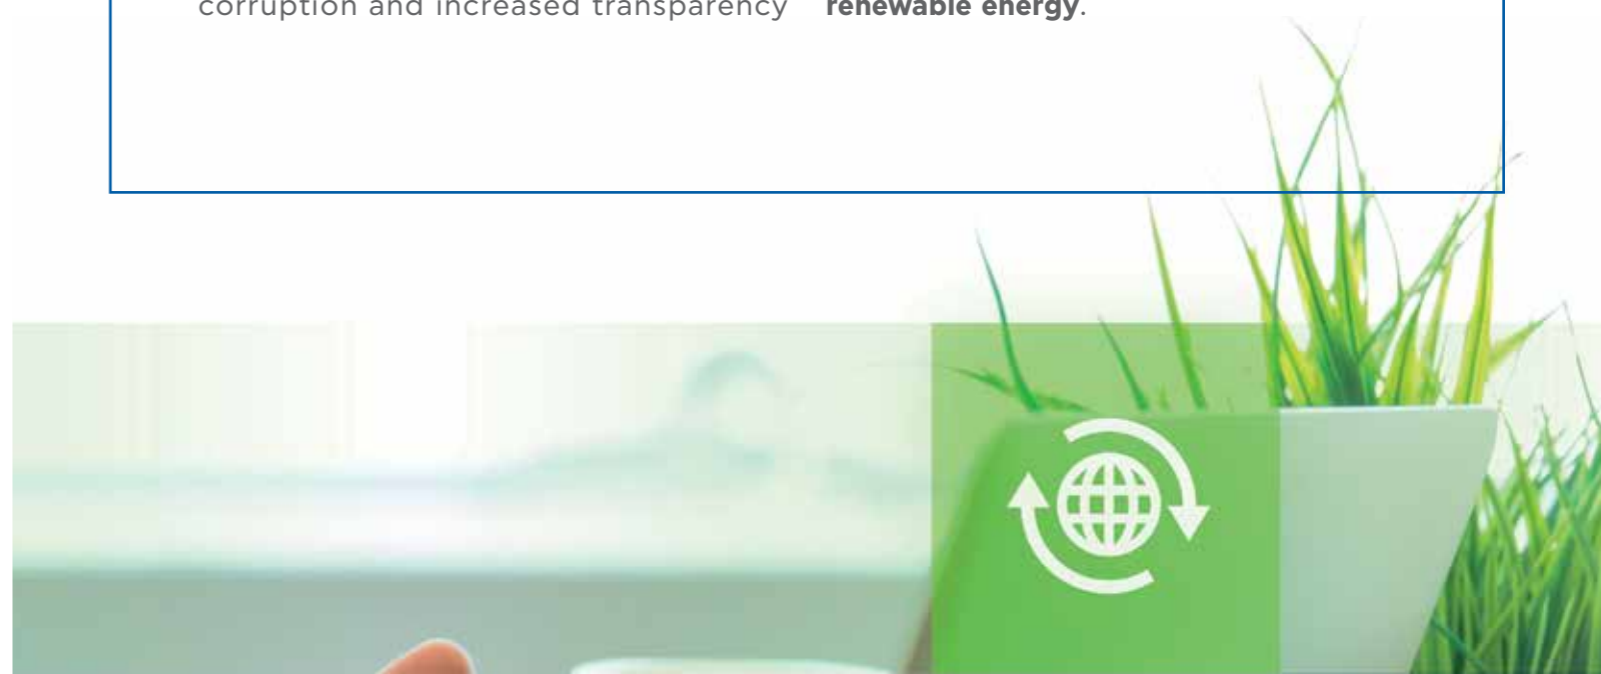 corruption and increased transparency
renewable energy.